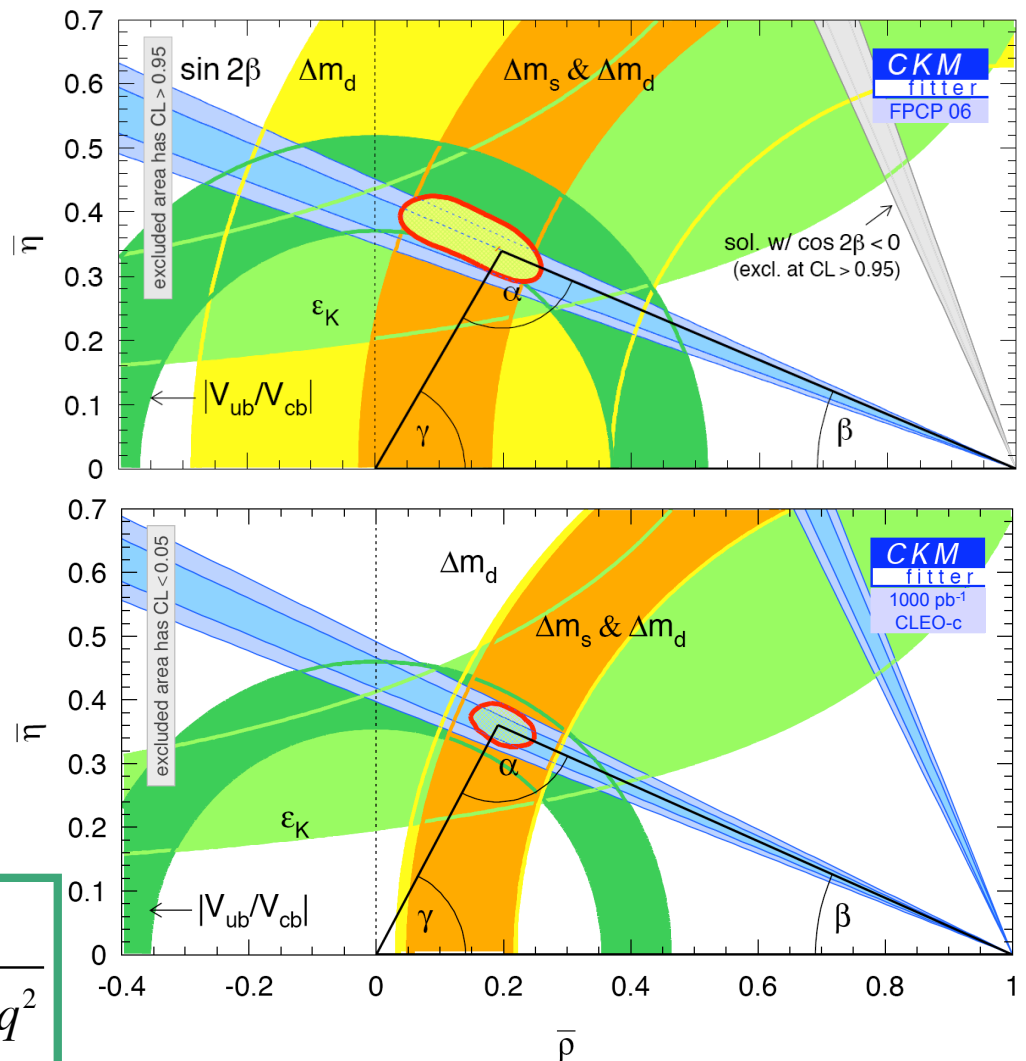 0.7
0.6
0.5
0.4
0.3
0.2
0.1
0
η̅
excluded area has CL > 0.95
sin 2β
Δm_d
Δm_s & Δm_d
CKM
fitter
FPCP 06
sol. w/ cos 2β < 0
(excl. at CL > 0.95)
ε_K
α
|V_ub/V_cb|
γ
β
0.7
0.6
0.5
0.4
0.3
0.2
0.1
0
η̅
excluded area has CL < 0.05
Δm_d
Δm_s & Δm_d
CKM
fitter
1000 pb⁻¹
CLEO-c
α
ε_K
|V_ub/V_cb|
γ
β
-0.4 -0.2 0 0.2 0.4 0.6 0.8 1
ρ̅
q²